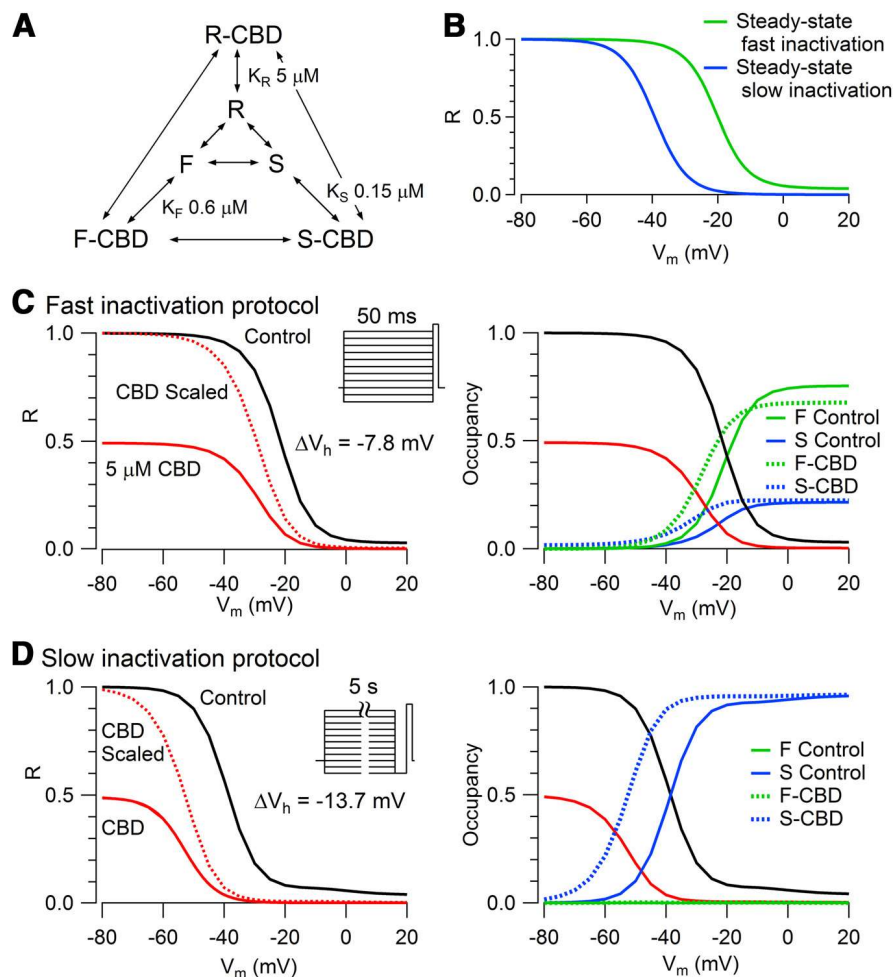 A
R-CBD
K_R 5 μM
R
F
S
K_S 0.15 μM
K_F 0.6 μM
F-CBD
S-CBD
B
Steady-state
fast inactivation
Steady-state
slow inactivation
R
1.0
0.5
0.0
-80
-60
-40
-20
0
20
V_m (mV)
C Fast inactivation protocol
R
1.0
0.5
0.0
Control
CBD Scaled
5 μM CBD
50 ms
ΔV_h = -7.8 mV
-80
-60
-40
-20
0
20
V_m (mV)
Occupancy
1.0
0.5
0.0
F Control
S Control
F-CBD
S-CBD
-80
-60
-40
-20
0
20
V_m (mV)
D Slow inactivation protocol
R
1.0
0.5
0.0
Control
CBD
Scaled
CBD
5 s
ΔV_h = -13.7 mV
-80
-60
-40
-20
0
20
V_m (mV)
Occupancy
1.0
0.5
0.0
F Control
S Control
F-CBD
S-CBD
-80
-60
-40
-20
0
20
V_m (mV)